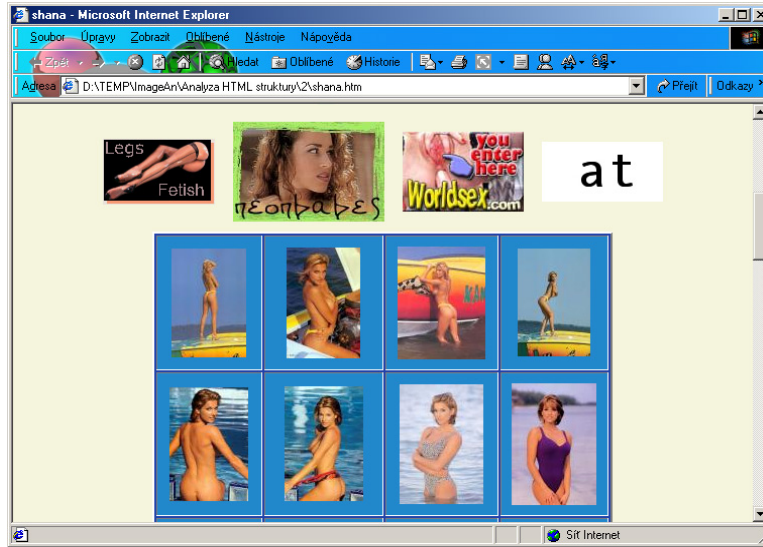 shana - Microsoft Internet Explorer
Soubor Úpravy Zobrazit Oblíbené Nástroje Nápověda
Zpět Hledat Oblíbené Historie
Adresa D:\TEMP\ImageAn\Analyza HTML struktury\2\shana.htm Přejít Odkazy
Legs
Fetish
neonbabes
you
enter
here
Worldsex.com
at
Síť Internet